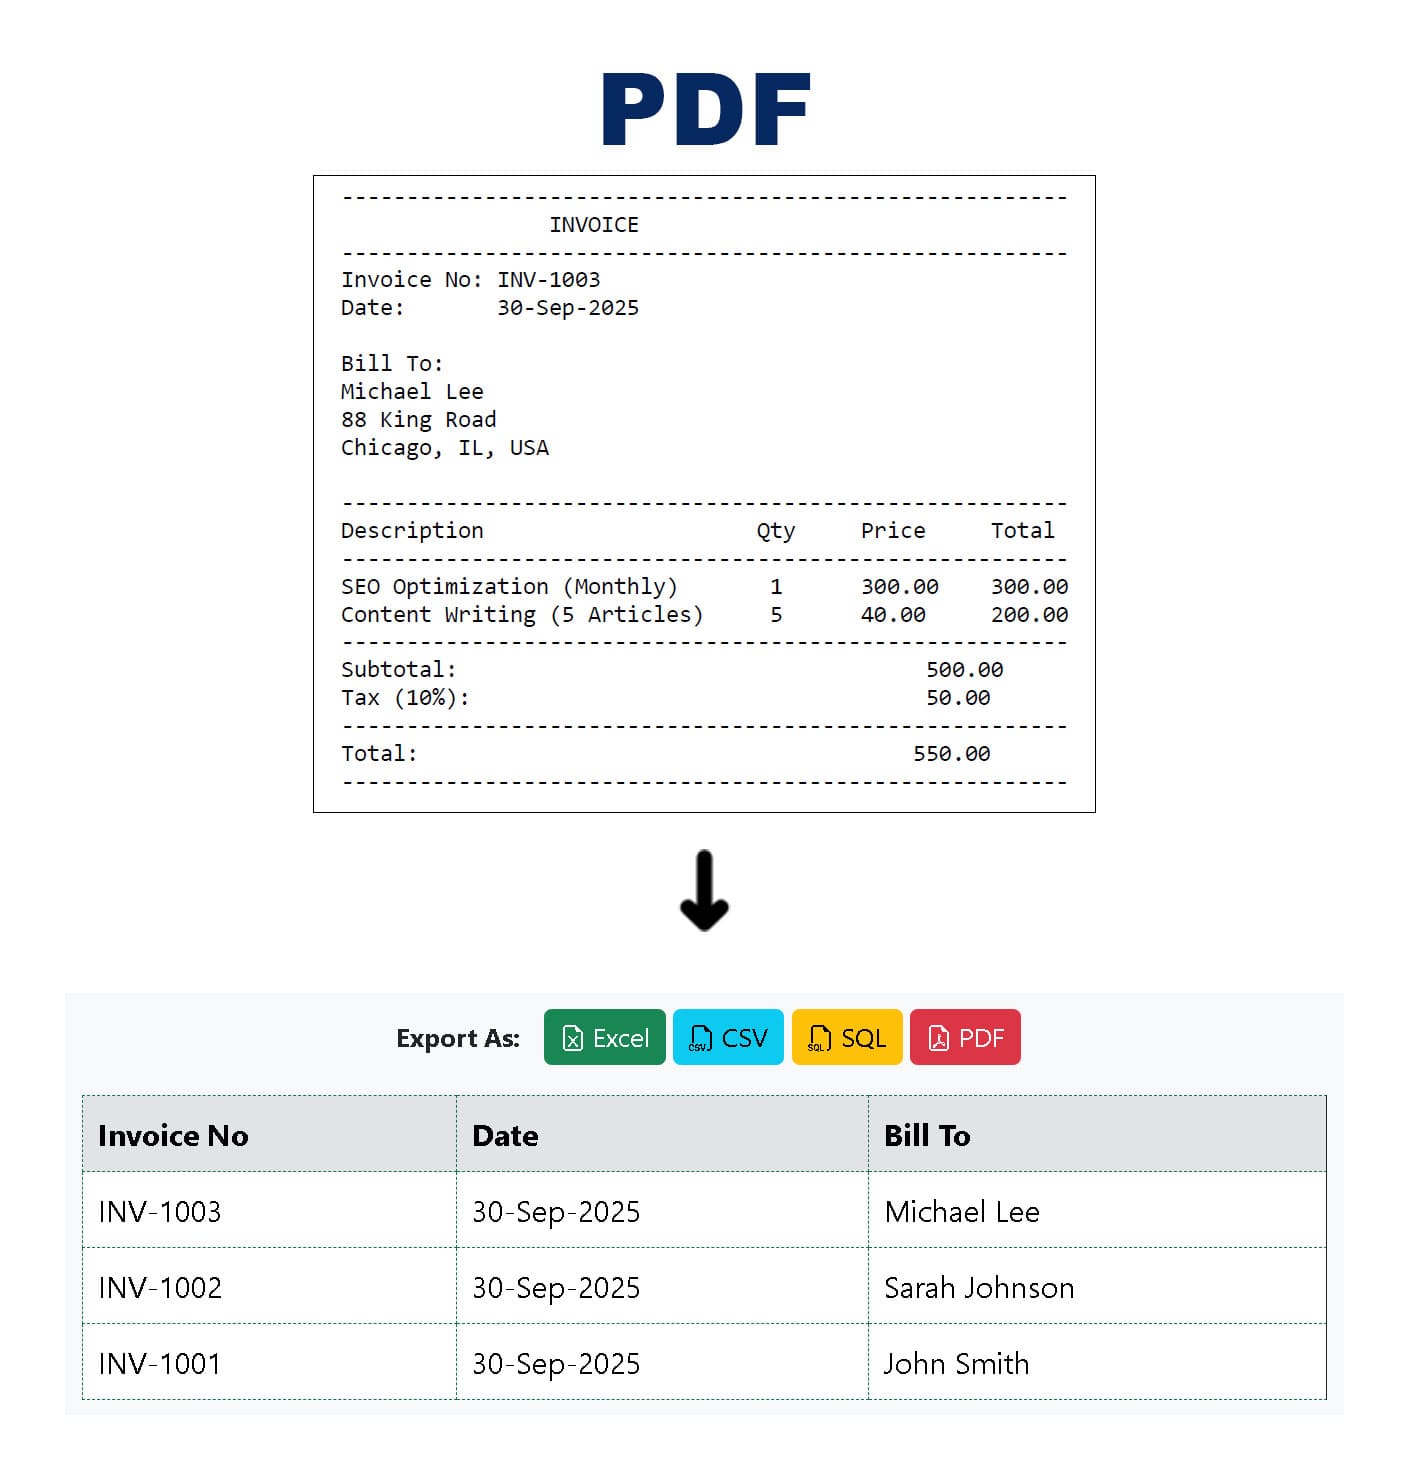 PDF
--------------------------------------------------------
INVOICE
--------------------------------------------------------
Invoice No: INV-1003
Date: 30-Sep-2025
Bill To:
Michael Lee
88 King Road
Chicago, IL, USA
--------------------------------------------------------
Description Qty Price Total
--------------------------------------------------------
SEO Optimization (Monthly) 1 300.00 300.00
Content Writing (5 Articles) 5 40.00 200.00
--------------------------------------------------------
Subtotal: 500.00
Tax (10%): 50.00
--------------------------------------------------------
Total: 550.00
--------------------------------------------------------
Export As: Excel CSV CSV SQL SQL PDF
Invoice No Date Bill To
INV-1003 30-Sep-2025 Michael Lee
INV-1002 30-Sep-2025 Sarah Johnson
INV-1001 30-Sep-2025 John Smith